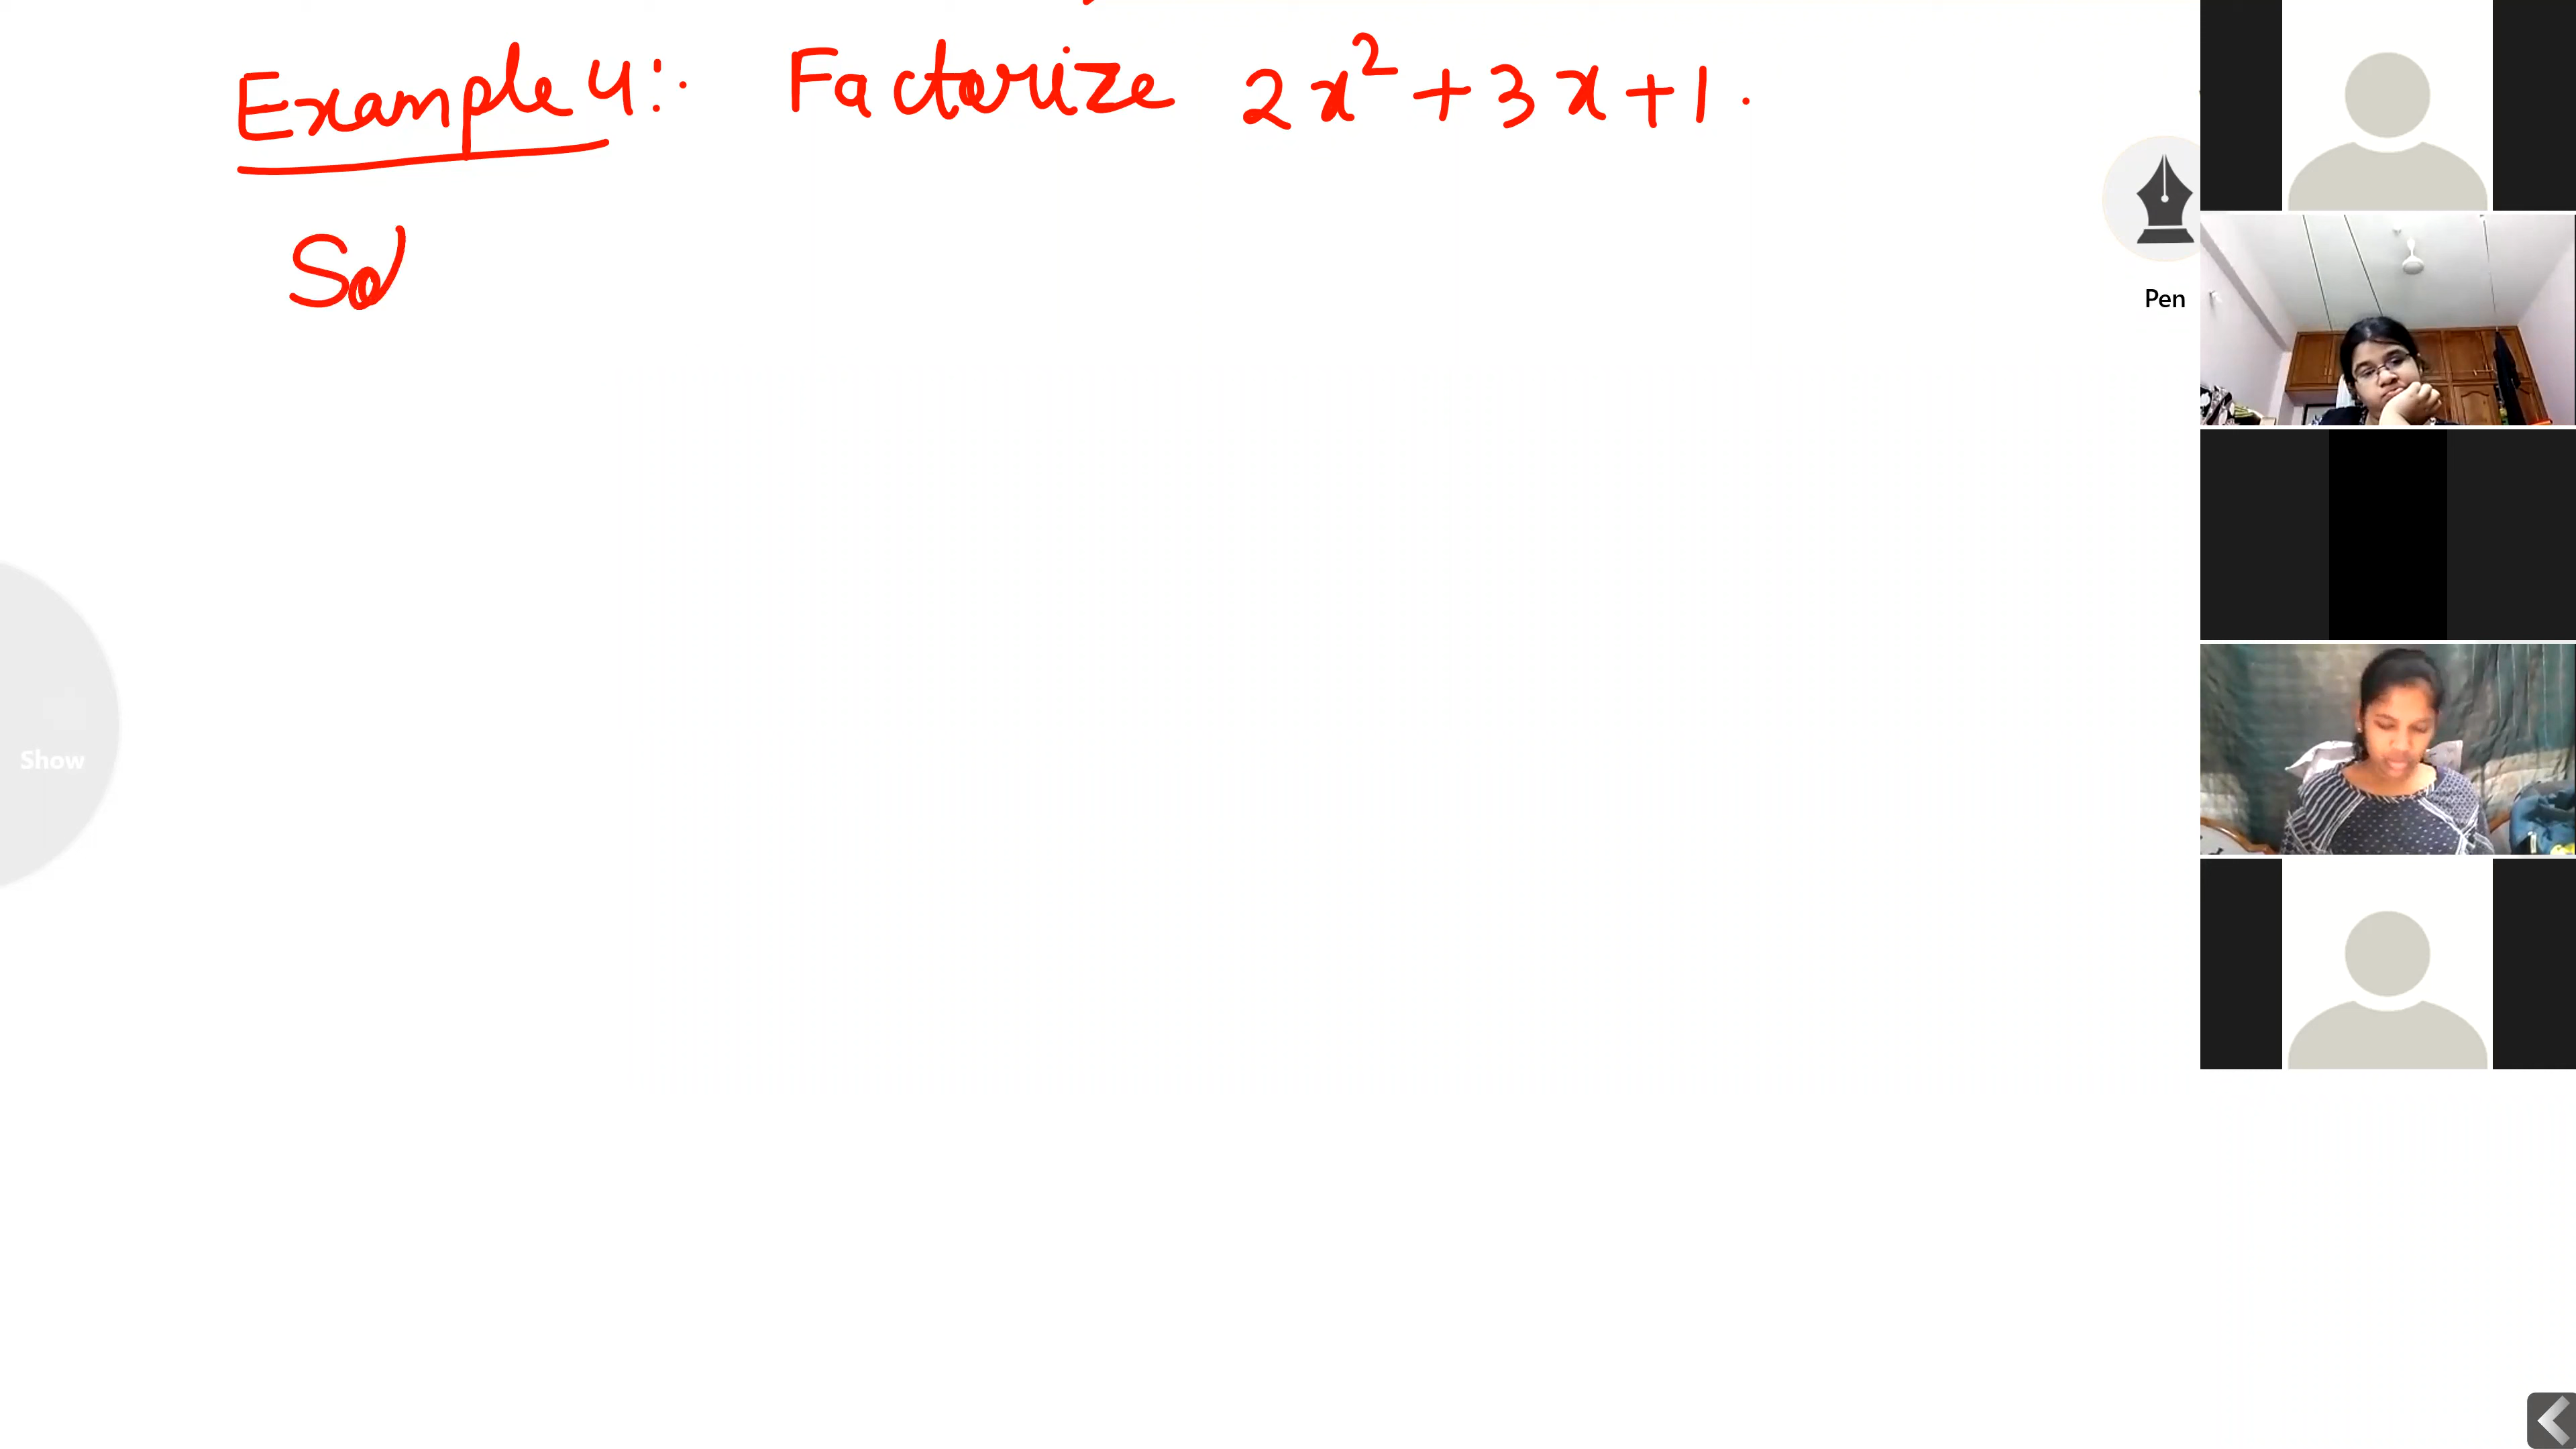 Example 4:. Factorize 2x² + 3x + 1.
Sol
Pen
Show